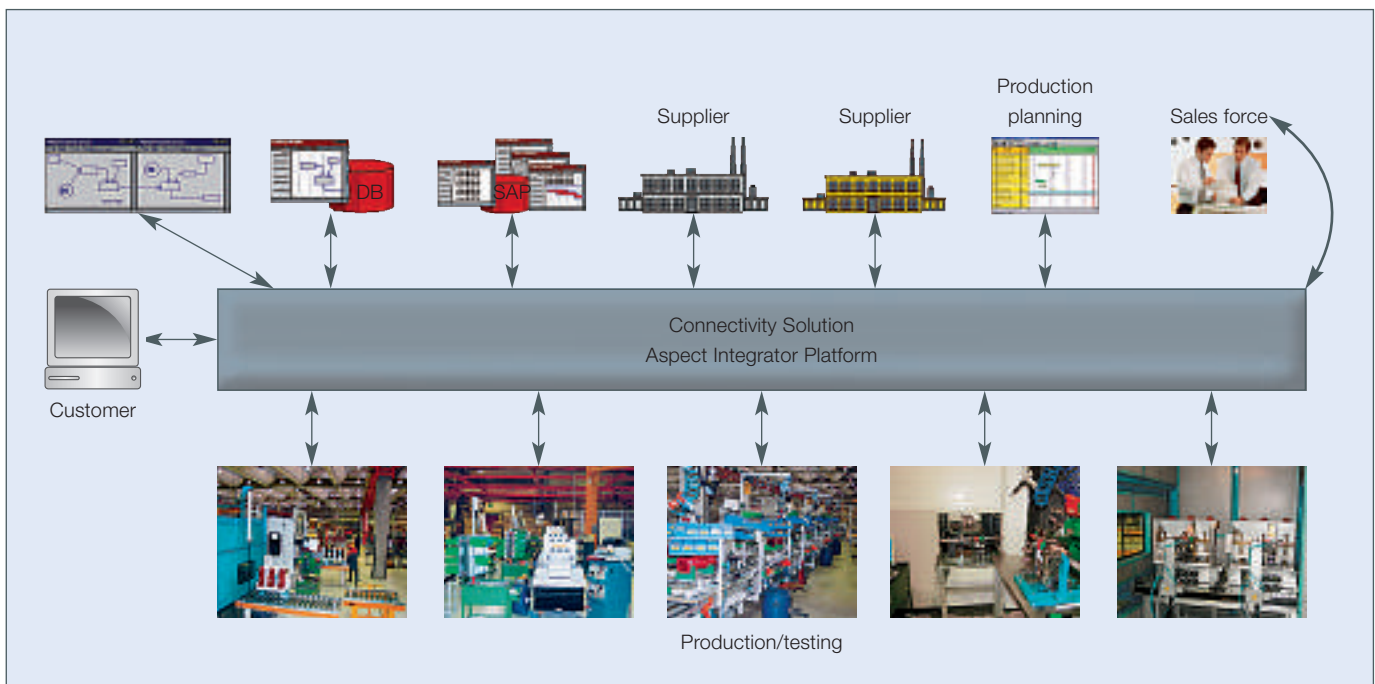 Production
planning
Supplier
Supplier
Sales force
DB
SAP
Connectivity Solution
Aspect Integrator Platform
Customer
Production/testing